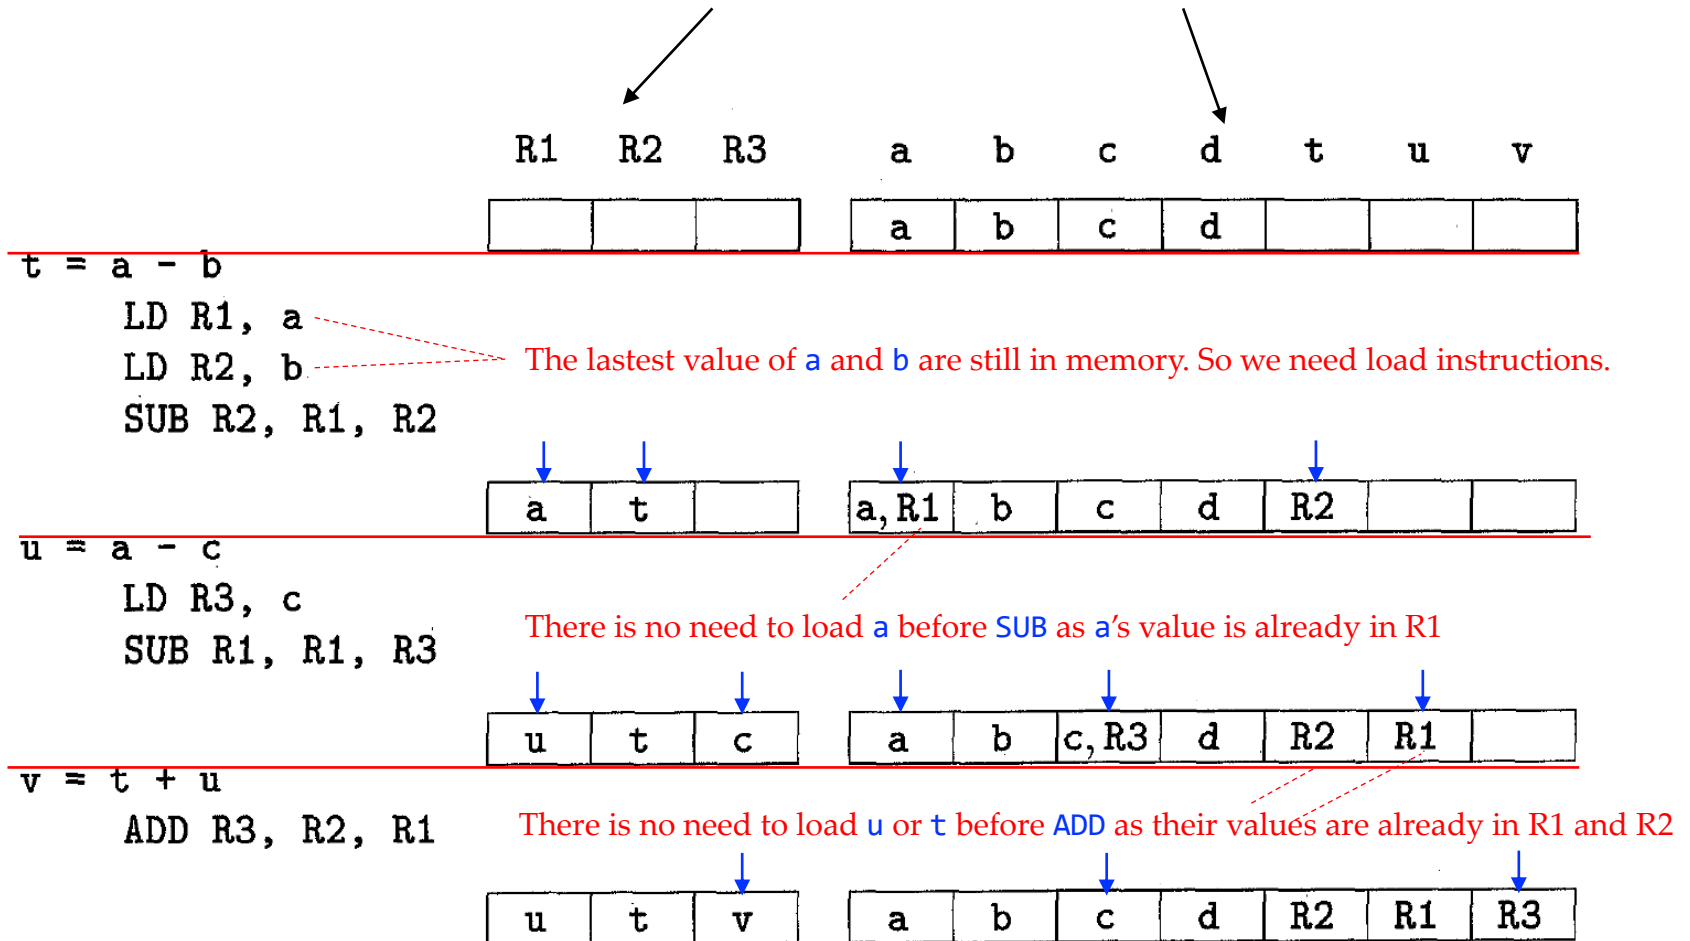 R1 R2 R3 a b c d t u v
a b c d
t = a - b
LD R1, a
LD R2, b
The lastest value of a and b are still in memory. So we need load instructions.
SUB R2, R1, R2
a t a,R1 b c d R2
u = a - c
LD R3, c
There is no need to load a before SUB as a's value is already in R1
SUB R1, R1, R3
u t c a b c,R3 d R2 R1
v = t + u
ADD R3, R2, R1
There is no need to load u or t before ADD as their values are already in R1 and R2
u t v a b c d R2 R1 R3